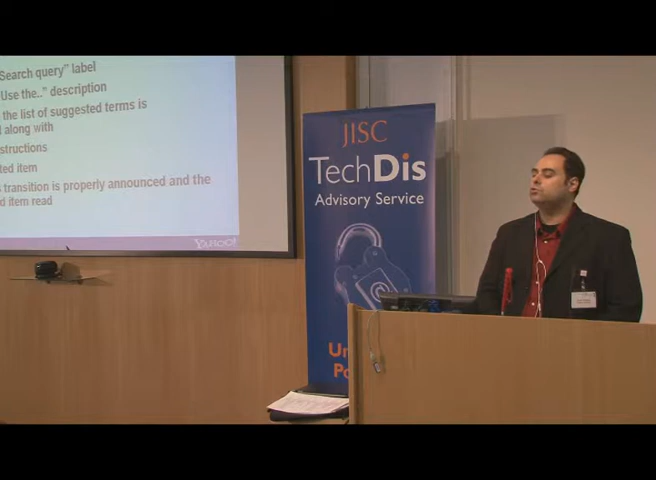 Search query" label
Use the.." description
the list of suggested terms is
along with
structions
ted item
transition is properly announced and the
d item read
YAHOO!
JISC
TechDis
Advisory Service